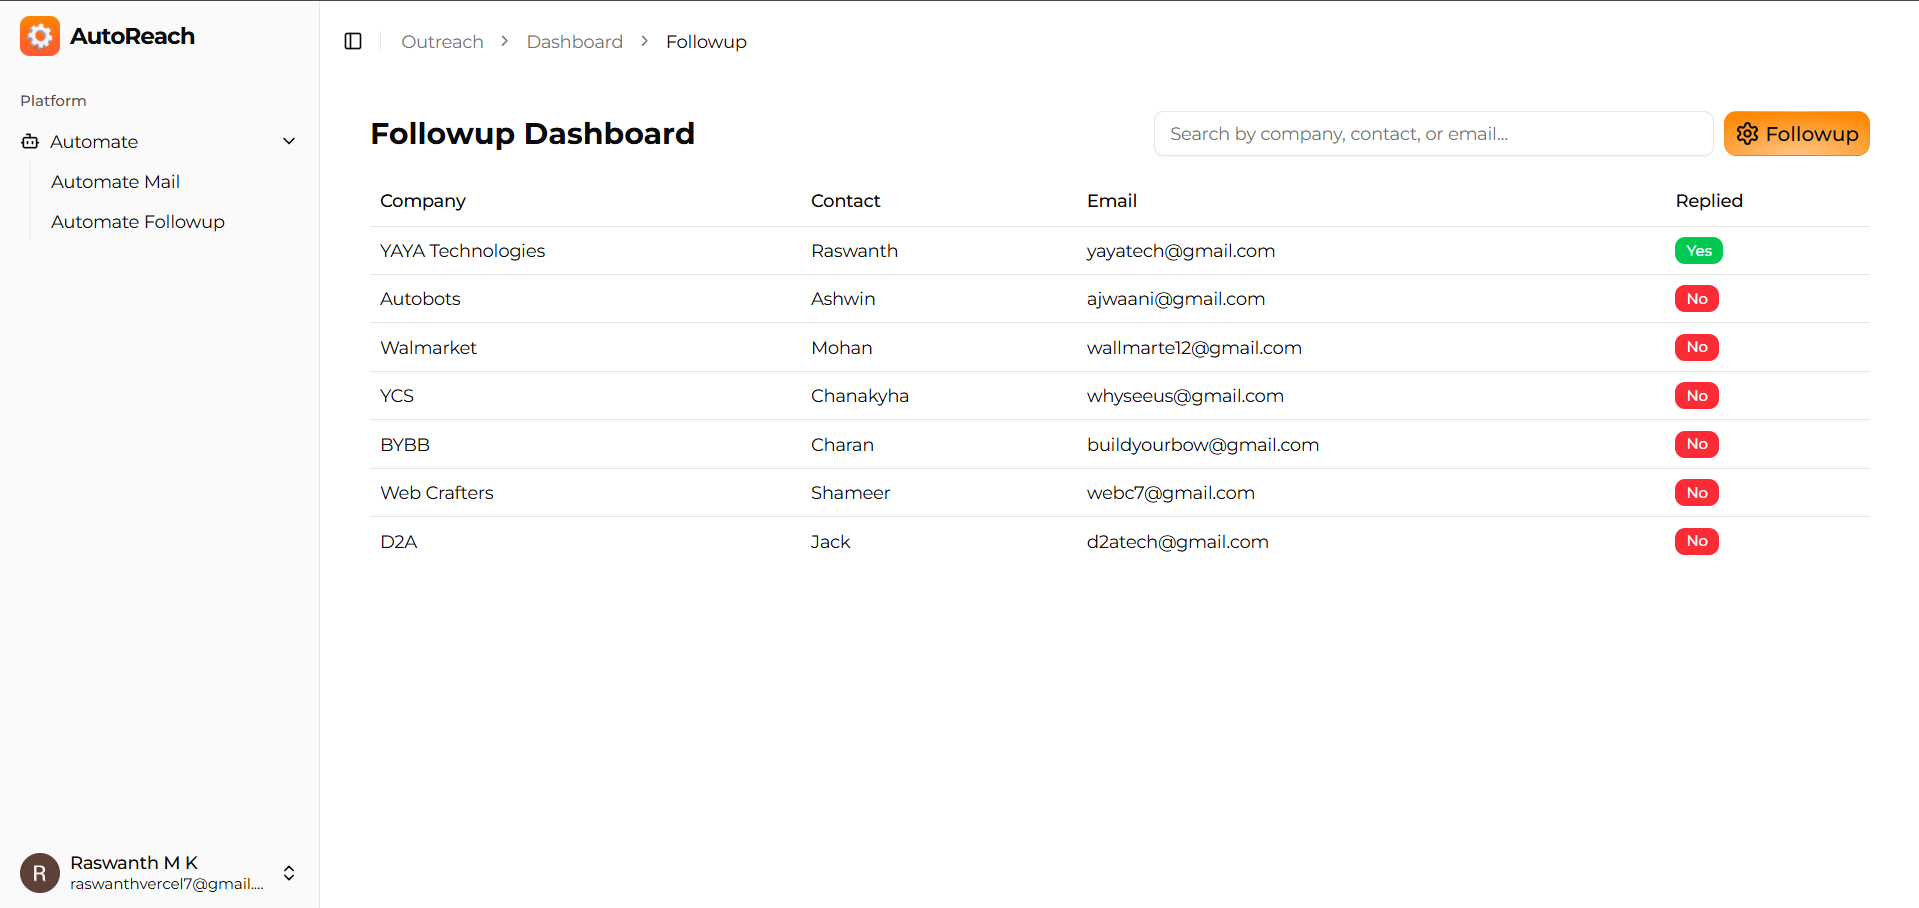 AutoReach
Outreach > Dashboard > Followup
Platform
Automate
Automate Mail
Automate Followup
Followup Dashboard
Search by company, contact, or email...
Followup
Company Contact Email Replied
YAYA Technologies Raswanth yayatech@gmail.com Yes
Autobots Ashwin ajwaani@gmail.com No
Walmarket Mohan wallmarte12@gmail.com No
YCS Chanakyha whyseeus@gmail.com No
BYBB Charan buildyourbow@gmail.com No
Web Crafters Shameer webc7@gmail.com No
D2A Jack d2atech@gmail.com No
R
Raswanth M K
raswanthvercel7@gmail....